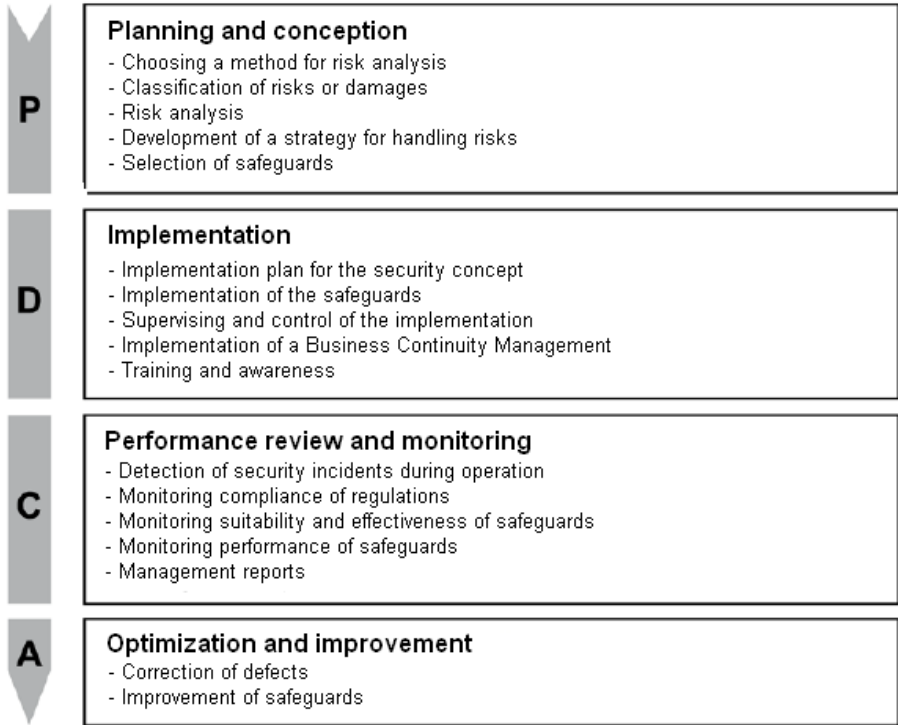 P
Planning and conception
- Choosing a method for risk analysis
- Classification of risks or damages
- Risk analysis
- Development of a strategy for handling risks
- Selection of safeguards
D
Implementation
- Implementation plan for the security concept
- Implementation of the safeguards
- Supervising and control of the implementation
- Implementation of a Business Continuity Management
- Training and awareness
C
Performance review and monitoring
- Detection of security incidents during operation
- Monitoring compliance of regulations
- Monitoring suitability and effectiveness of safeguards
- Monitoring performance of safeguards
- Management reports
A
Optimization and improvement
- Correction of defects
- Improvement of safeguards